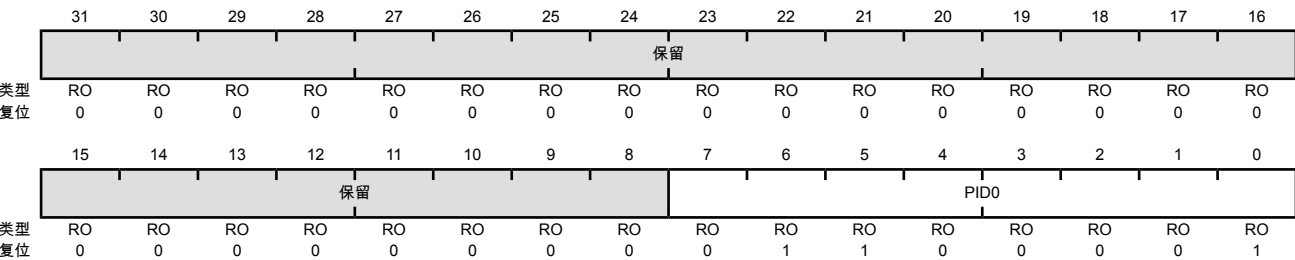 31 30 29 28 27 26 25 24 23 22 21 20 19 18 17 16
保留
类型 RO RO RO RO RO RO RO RO RO RO RO RO RO RO RO RO
复位 0 0 0 0 0 0 0 0 0 0 0 0 0 0 0 0
15 14 13 12 11 10 9 8 7 6 5 4 3 2 1 0
保留 PID0
类型 RO RO RO RO RO RO RO RO RO RO RO RO RO RO RO RO
复位 0 0 0 0 0 0 0 0 0 1 1 0 0 0 0 1